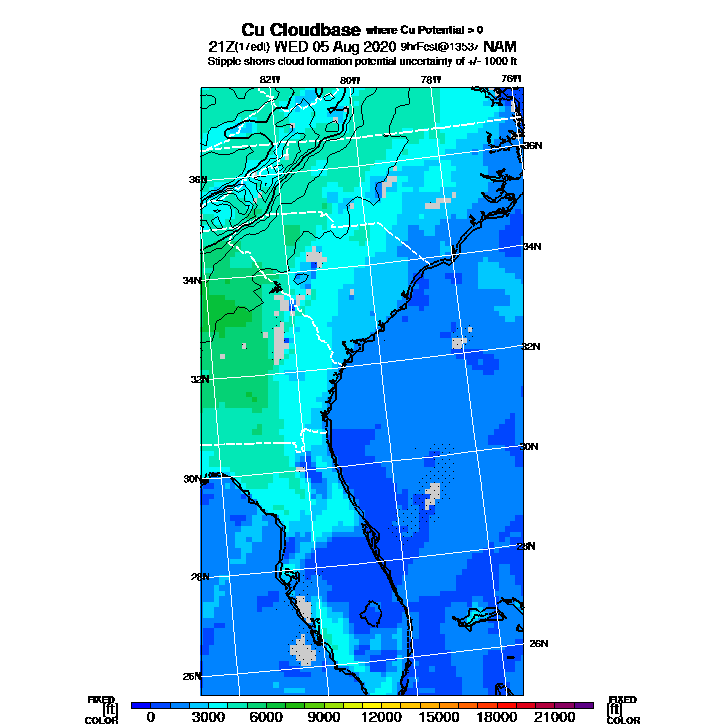 Cu Cloudbase where Cu Potential > 0
21Z(17edt) WED 05 Aug 2020 9hrFcst@1353z NAM
Stipple shows cloud formation potential uncertainty of +/- 1000 ft
82W 80W 78W 76W
36N
36N
34N
34N
32N
32N
30N
30N
28N
28N
26N
26N
FIXED FIXED
[ft] [ft]
COLOR COLOR
0 3000 6000 9000 12000 15000 18000 21000